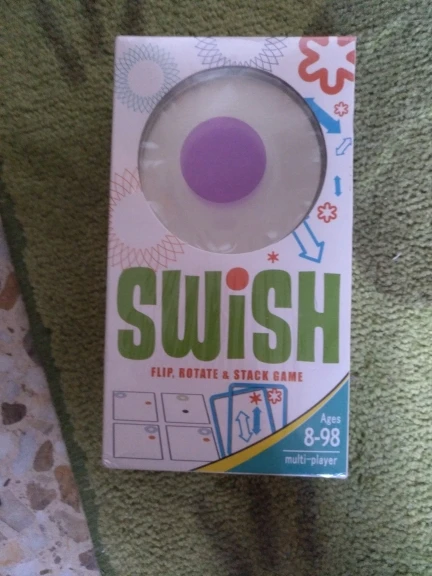 SWiSH
FLIP, ROTATE & STACK GAME
Ages
8-98
multi-player